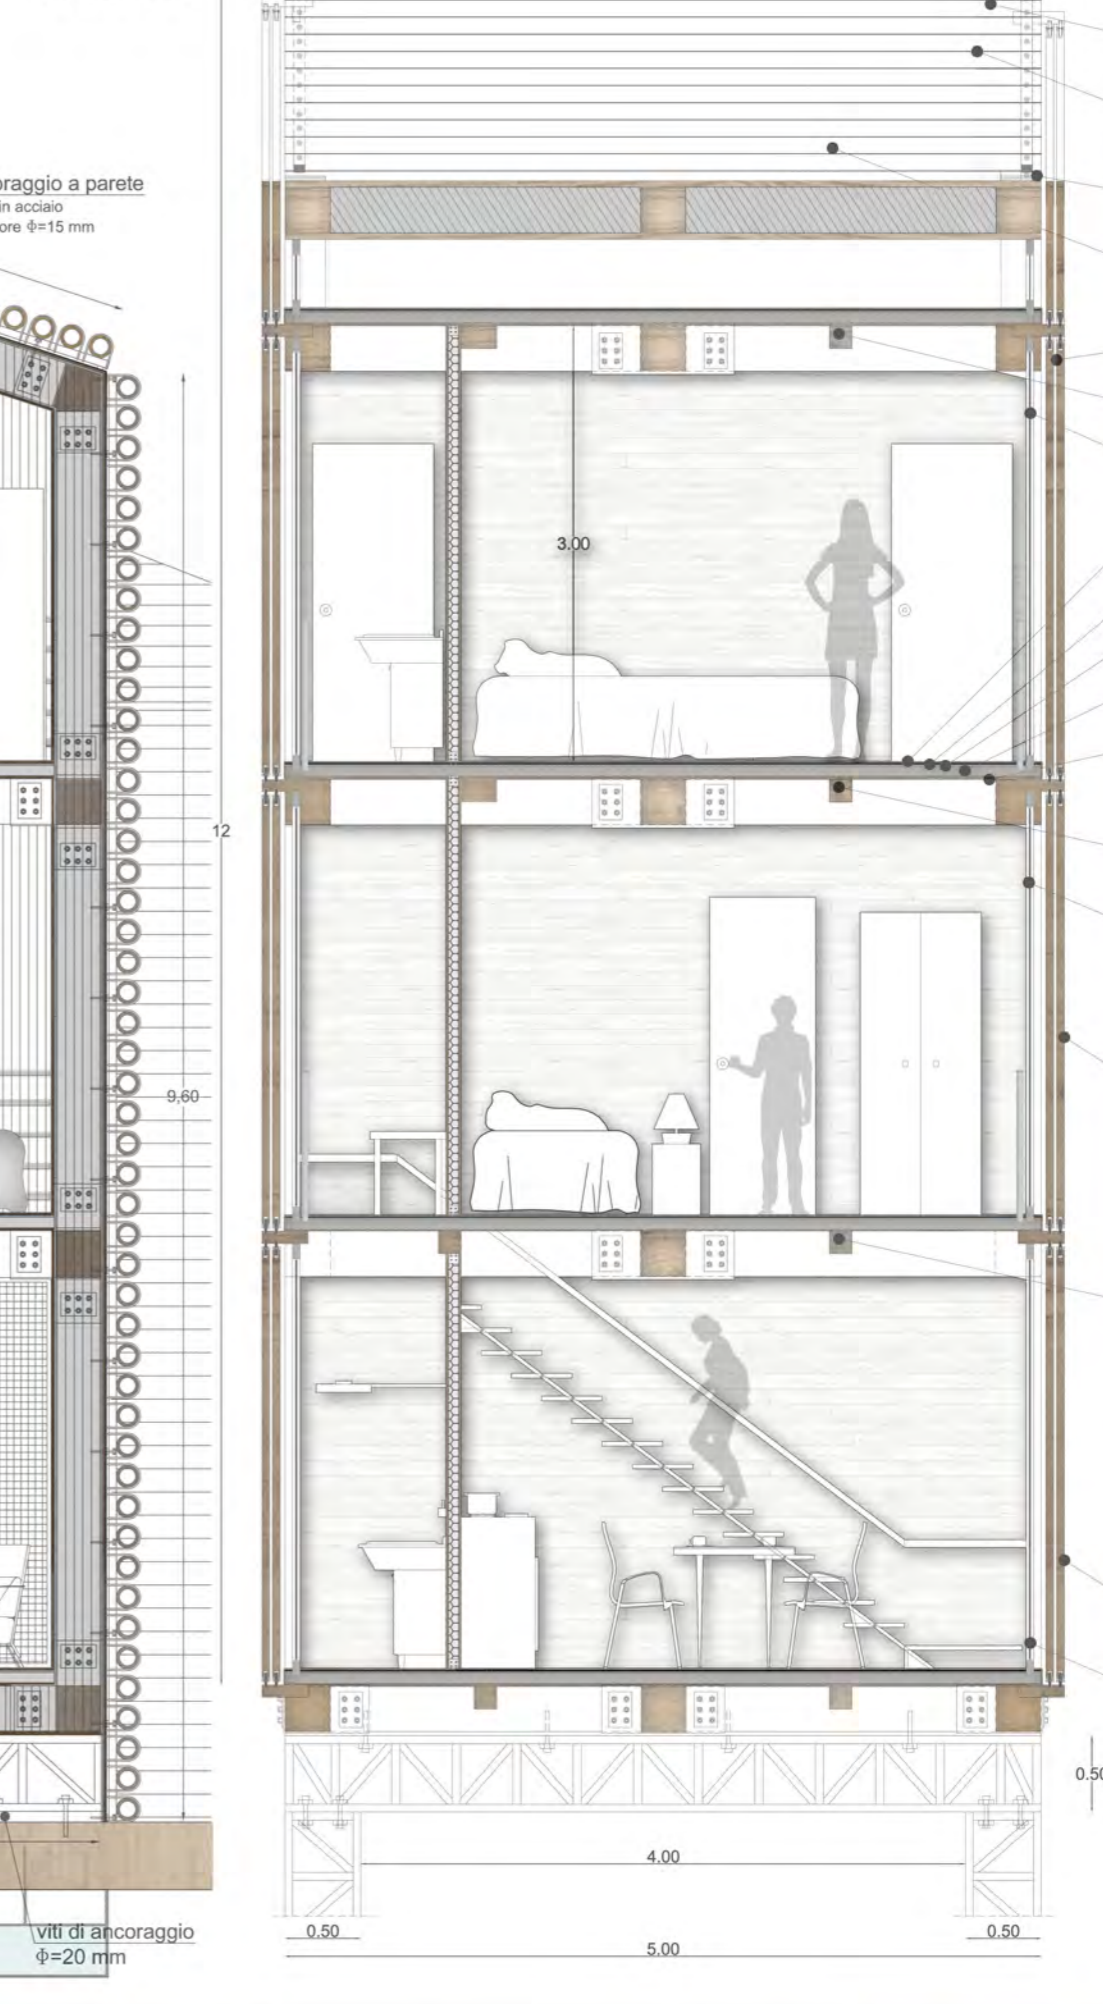 oraggio a parete
in acciaio
ore Φ=15 mm
3.00
12
9,60
0.50
4.00
viti di ancoraggio
Φ=20 mm
0.50
0.50
5.00